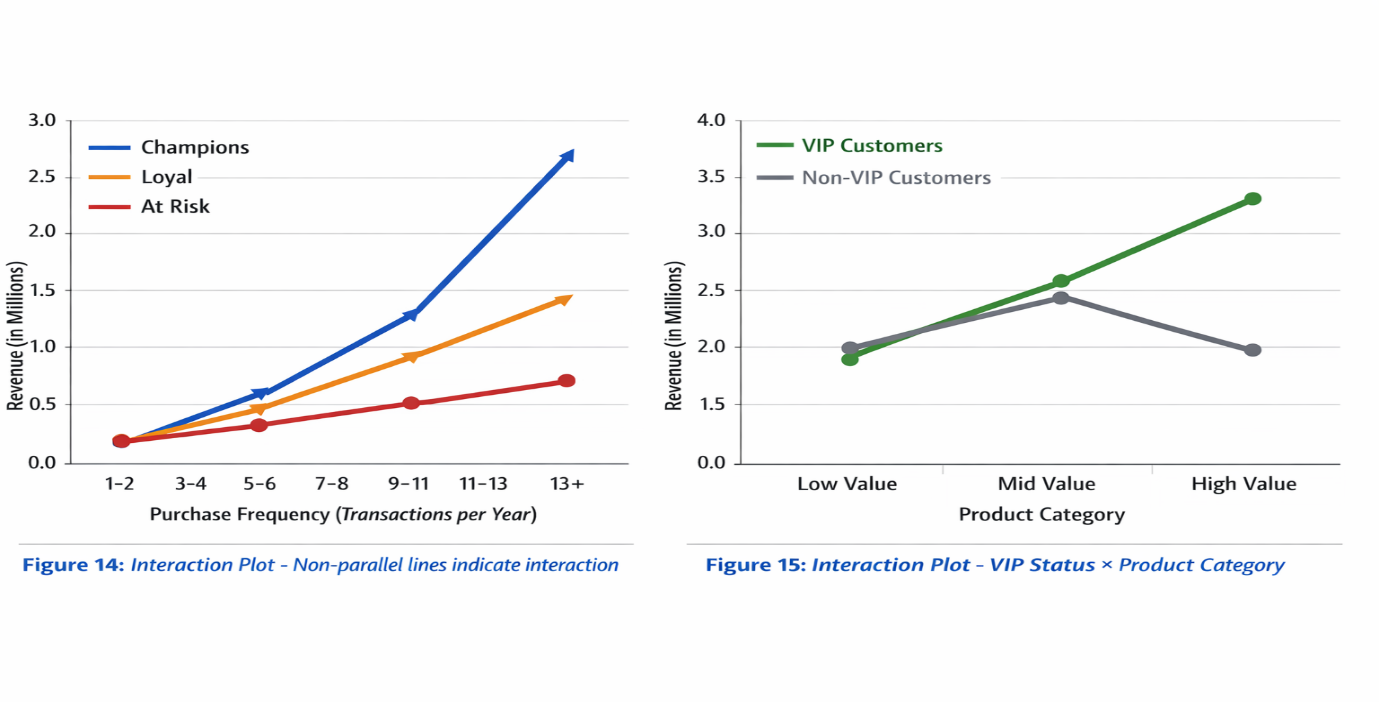 3.0
2.5
2.0
1.5
1.0
0.5
0.0
Revenue (in Millions)
Champions
Loyal
At Risk
1–2 3–4 5–6 7–8 9–11 11–13 13+
Purchase Frequency (Transactions per Year)
Figure 14: Interaction Plot - Non-parallel lines indicate interaction
4.0
3.5
3.0
2.5
2.0
1.5
0.0
Revenue (in Millions)
VIP Customers
Non-VIP Customers
Low Value Mid Value High Value
Product Category
Figure 15: Interaction Plot - VIP Status × Product Category